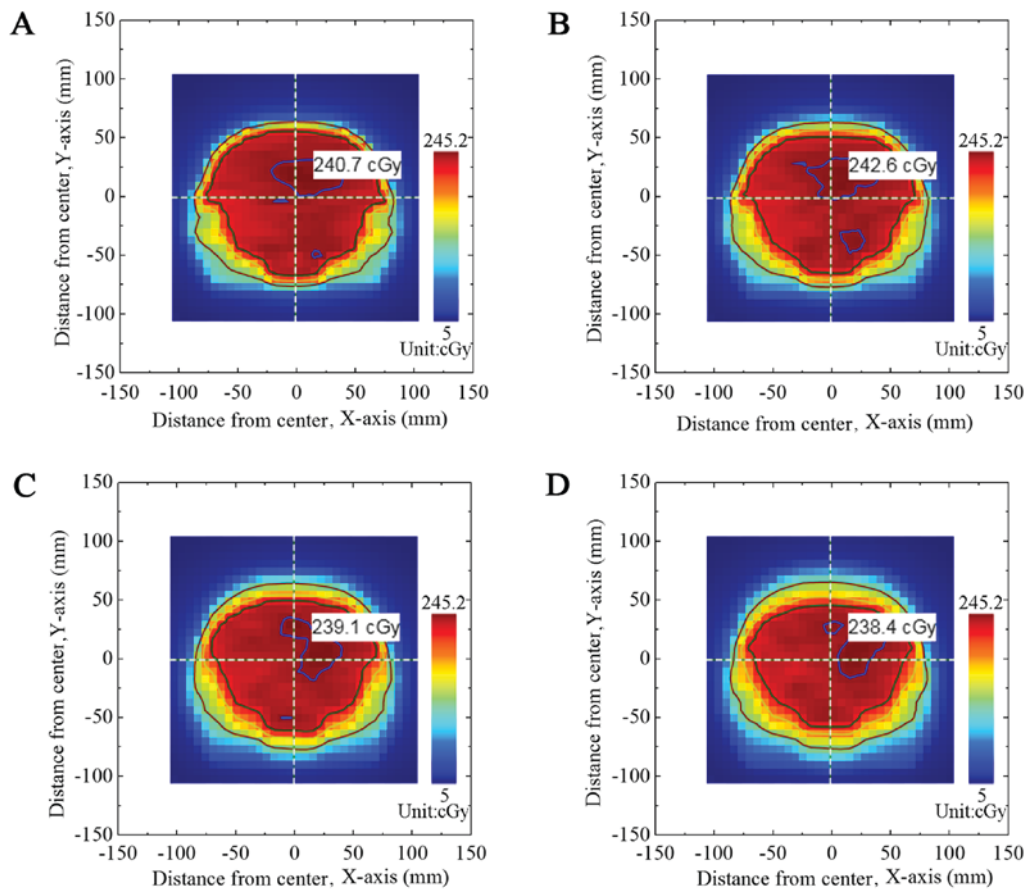 A
150
100
50
0
-50
-100
-150
Distance from center, Y-axis (mm)
240.7 cGy
245.2
5
Unit:cGy
-150 -100 -50 0 50 100 150
Distance from center, X-axis (mm)
B
150
100
50
0
-50
-100
-150
Distance from center, Y-axis (mm)
242.6 cGy
245.2
5
Unit:cGy
-150 -100 -50 0 50 100 150
Distance from center, X-axis (mm)
C
150
100
50
0
-50
-100
-150
Distance from center, Y-axis (mm)
239.1 cGy
245.2
5
Unit:cGy
-150 -100 -50 0 50 100 150
Distance from center, X-axis (mm)
D
150
100
50
0
-50
-100
-150
Distance from center, Y-axis (mm)
238.4 cGy
245.2
5
Unit:cGy
-150 -100 -50 0 50 100 150
Distance from center, X-axis (mm)